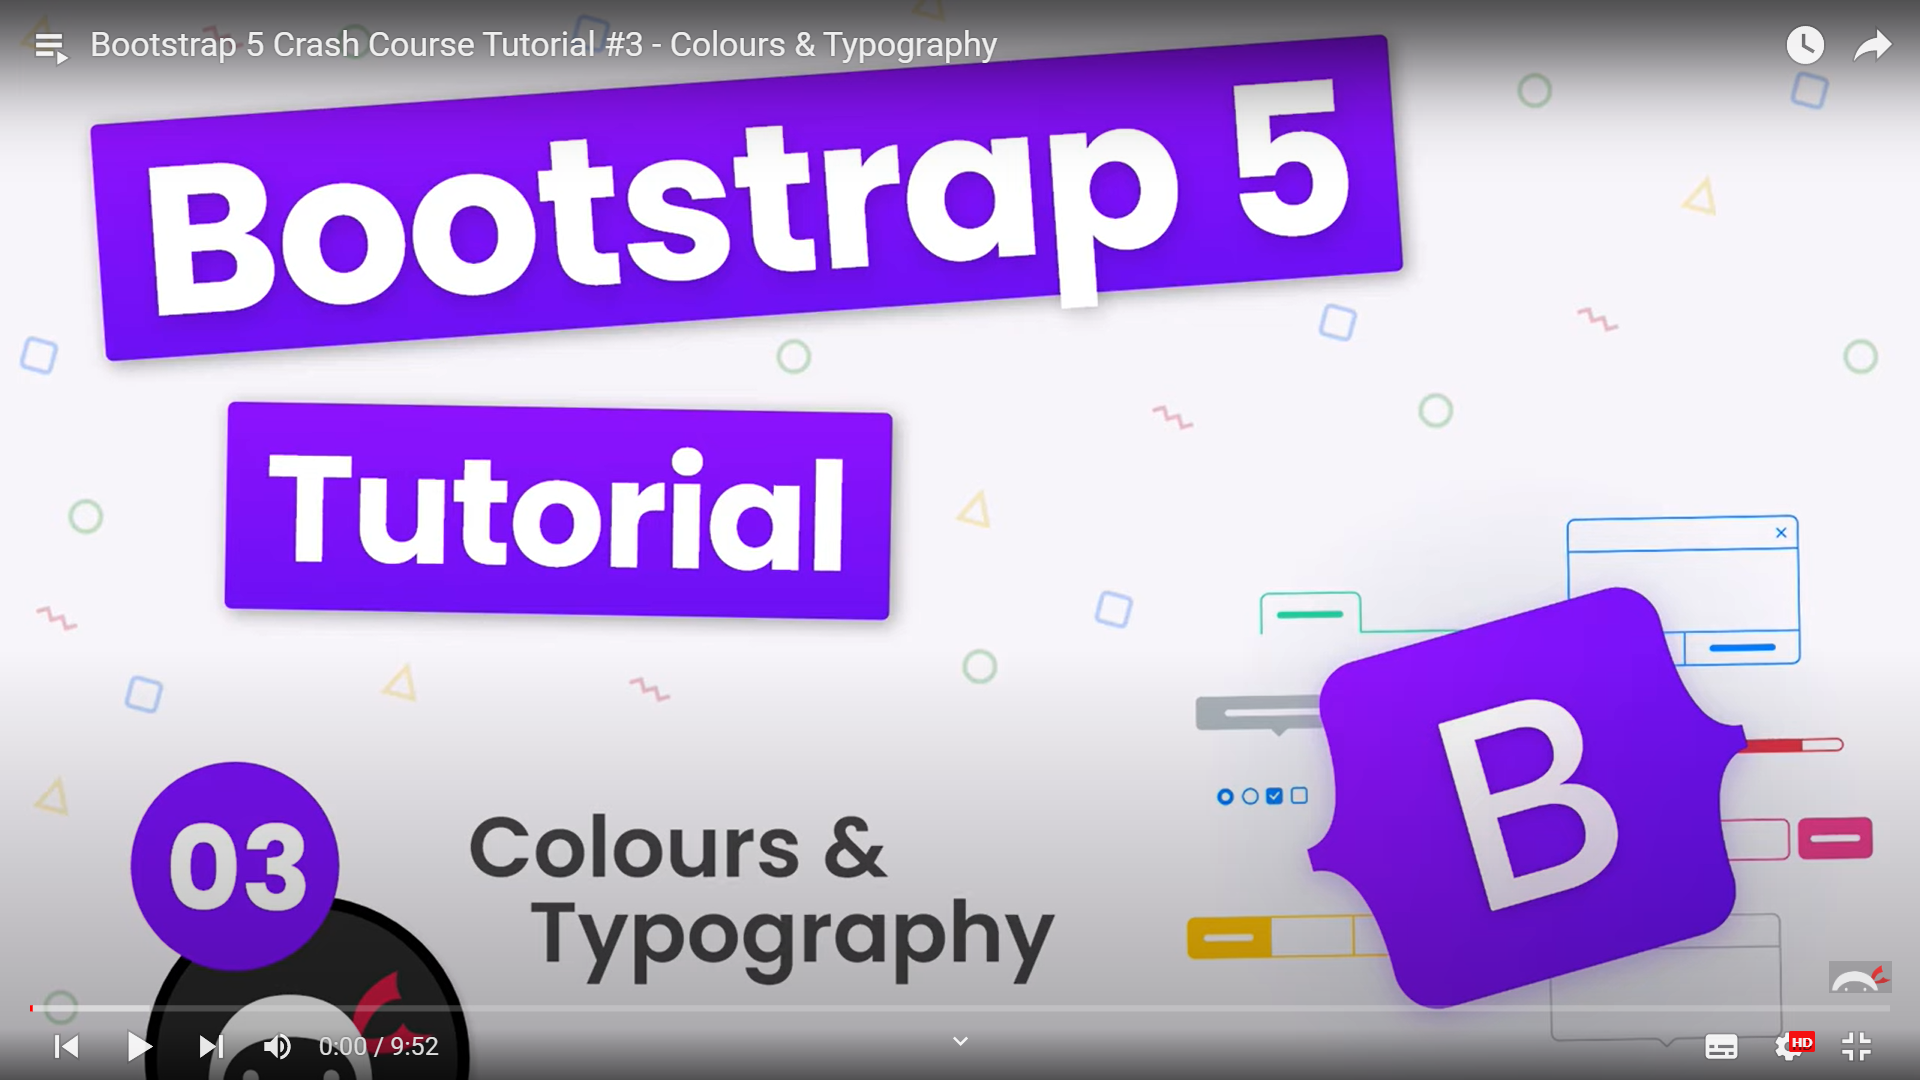 Bootstrap 5 Crash Course Tutorial #3 - Colours & Typography
Bootstrap 5
Tutorial
B
03
Colours &
Typography
0:00 / 9:52
HD